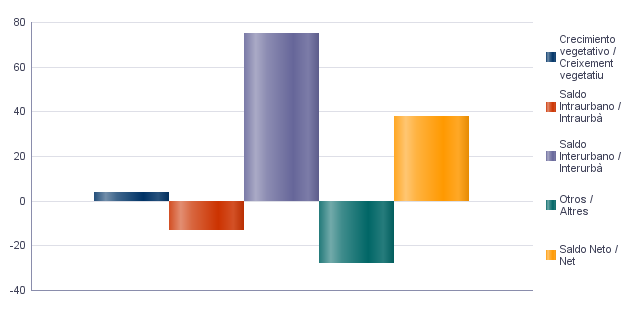 80
60
40
20
0
-20
-40
Crecimiento
vegetativo /
Creixement
vegetatiu
Saldo
Intraurbano /
Intraurbà
Saldo
Interurbano /
Interurbà
Otros /
Altres
Saldo Neto /
Net